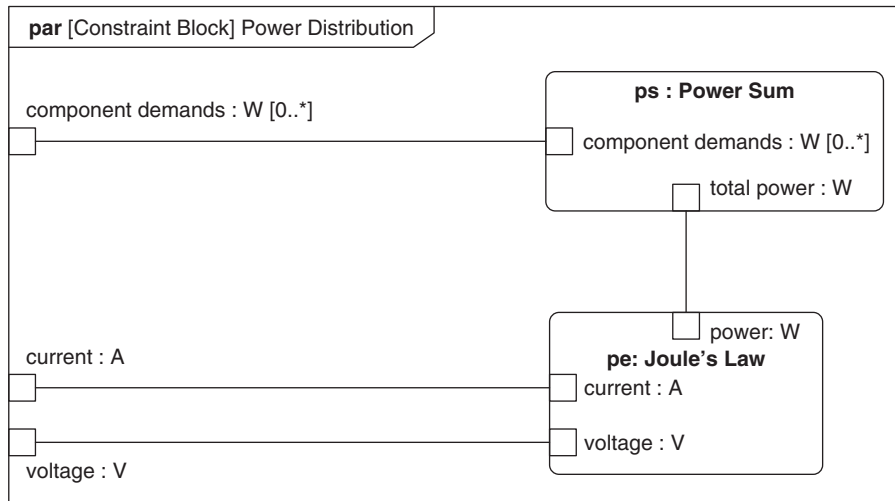 par [Constraint Block] Power Distribution
ps : Power Sum
component demands : W [0..*]
component demands : W [0..*]
total power : W
power: W
pe: Joule’s Law
current : A
current : A
voltage : V
voltage : V